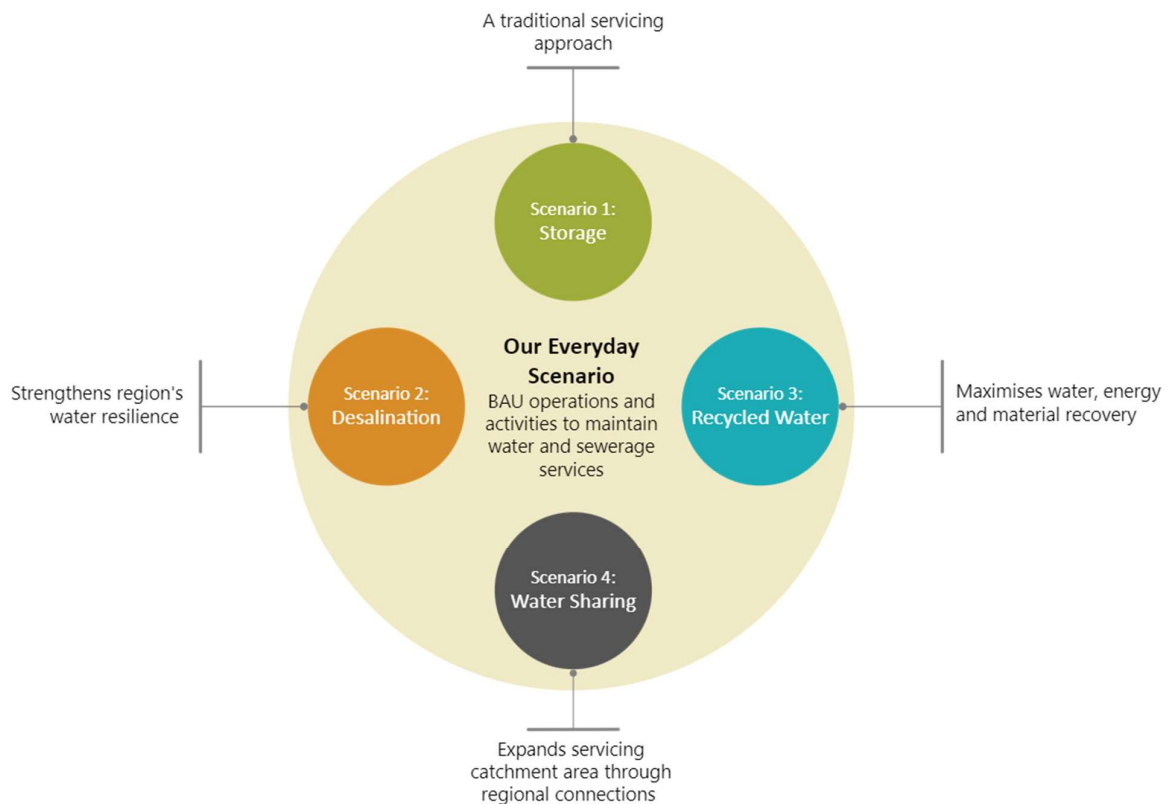 A traditional servicing
approach
Scenario 1:
Storage
Our Everyday
Scenario
BAU operations and
activities to maintain
water and sewerage
services
Strengthens region's
water resilience
Scenario 2:
Desalination
Scenario 3:
Recycled Water
Maximises water, energy
and material recovery
Scenario 4:
Water Sharing
Expands servicing
catchment area through
regional connections